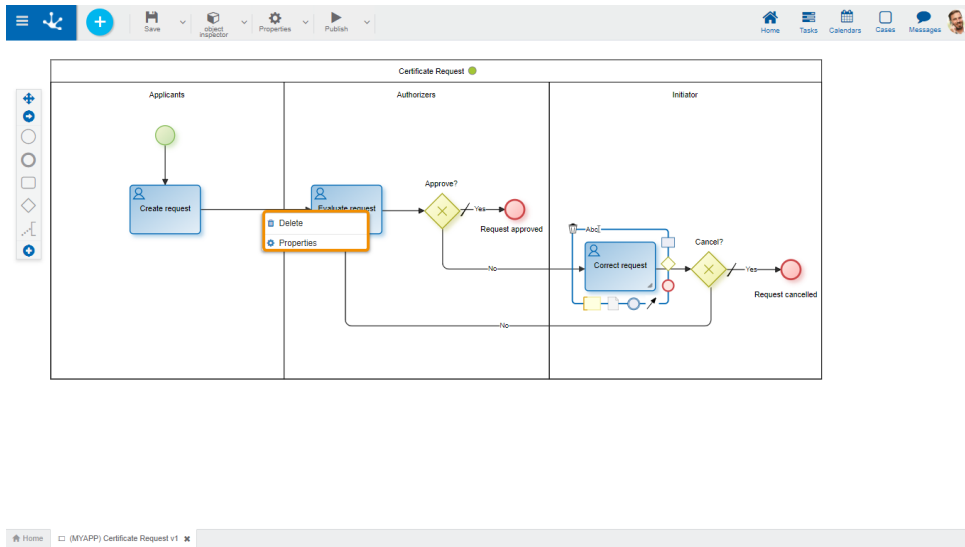 Save
object
inspector
Properties
Publish
Home
Tasks
Calendars
Cases
Messages
Certificate Request
Applicants
Authorizers
Initiator
Create request
Evaluate request
Delete
Properties
Approve?
Yes
Request approved
No
Abc
Correct request
Cancel?
Yes
Request cancelled
No
Home
(MYAPP) Certificate Request v1